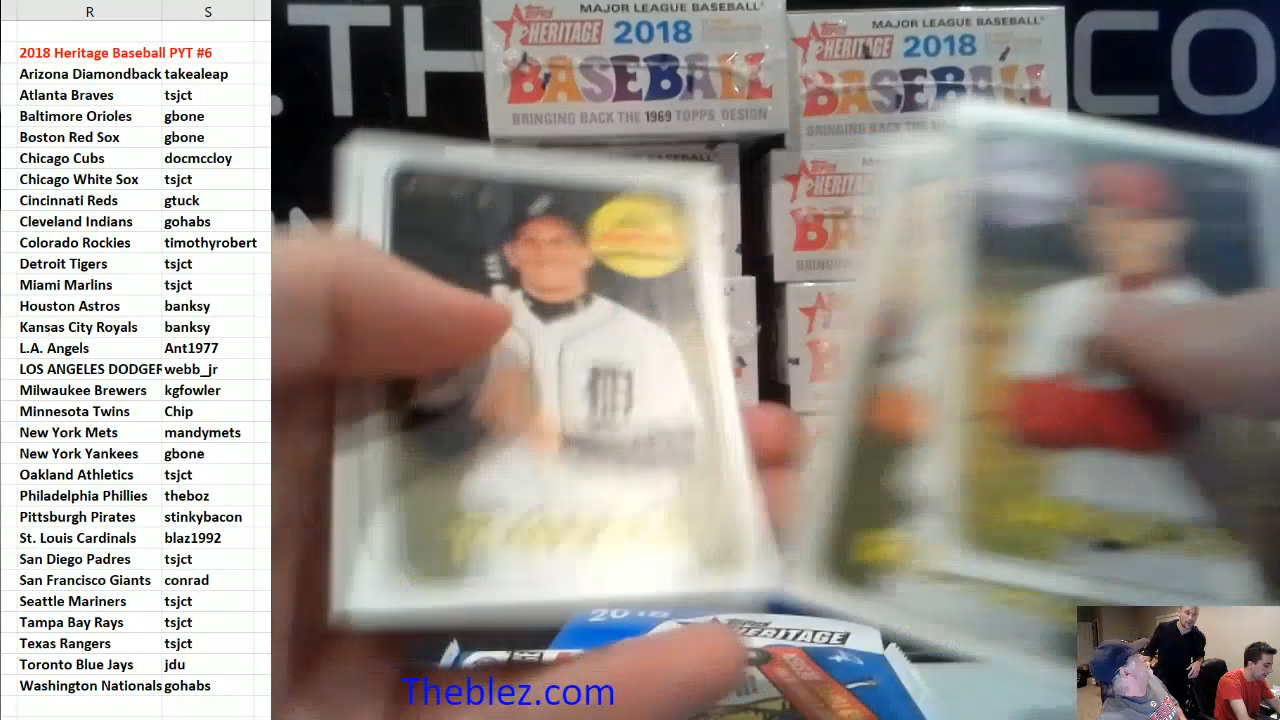 R S
2018 Heritage Baseball PYT #6
Arizona Diamondback takealeap
Atlanta Braves tsjct
Baltimore Orioles gbone
Boston Red Sox gbone
Chicago Cubs docmccloy
Chicago White Sox tsjct
Cincinnati Reds gtuck
Cleveland Indians gohabs
Colorado Rockies timothyrobert
Detroit Tigers tsjct
Miami Marlins tsjct
Houston Astros banksy
Kansas City Royals banksy
L.A. Angels Ant1977
LOS ANGELES DODGER webb_jr
Milwaukee Brewers kgfowler
Minnesota Twins Chip
New York Mets mandymets
New York Yankees gbone
Oakland Athletics tsjct
Philadelphia Phillies theboz
Pittsburgh Pirates stinkybacon
St. Louis Cardinals blaz1992
San Diego Padres tsjct
San Francisco Giants conrad
Seattle Mariners tsjct
Tampa Bay Rays tsjct
Texas Rangers tsjct
Toronto Blue Jays jdu
Washington Nationals gohabs
.TH
CO
MAJOR LEAGUE BASEBALL
Topps HERITAGE 2018
BASEBALL
BRINGING BACK THE 1969 TOPPS DESIGN
MAJOR LEAGUE BASEBALL
Topps HERITAGE 2018
BASEBALL
BRINGING BACK THE
2018
HERITAGE
Theblez.com